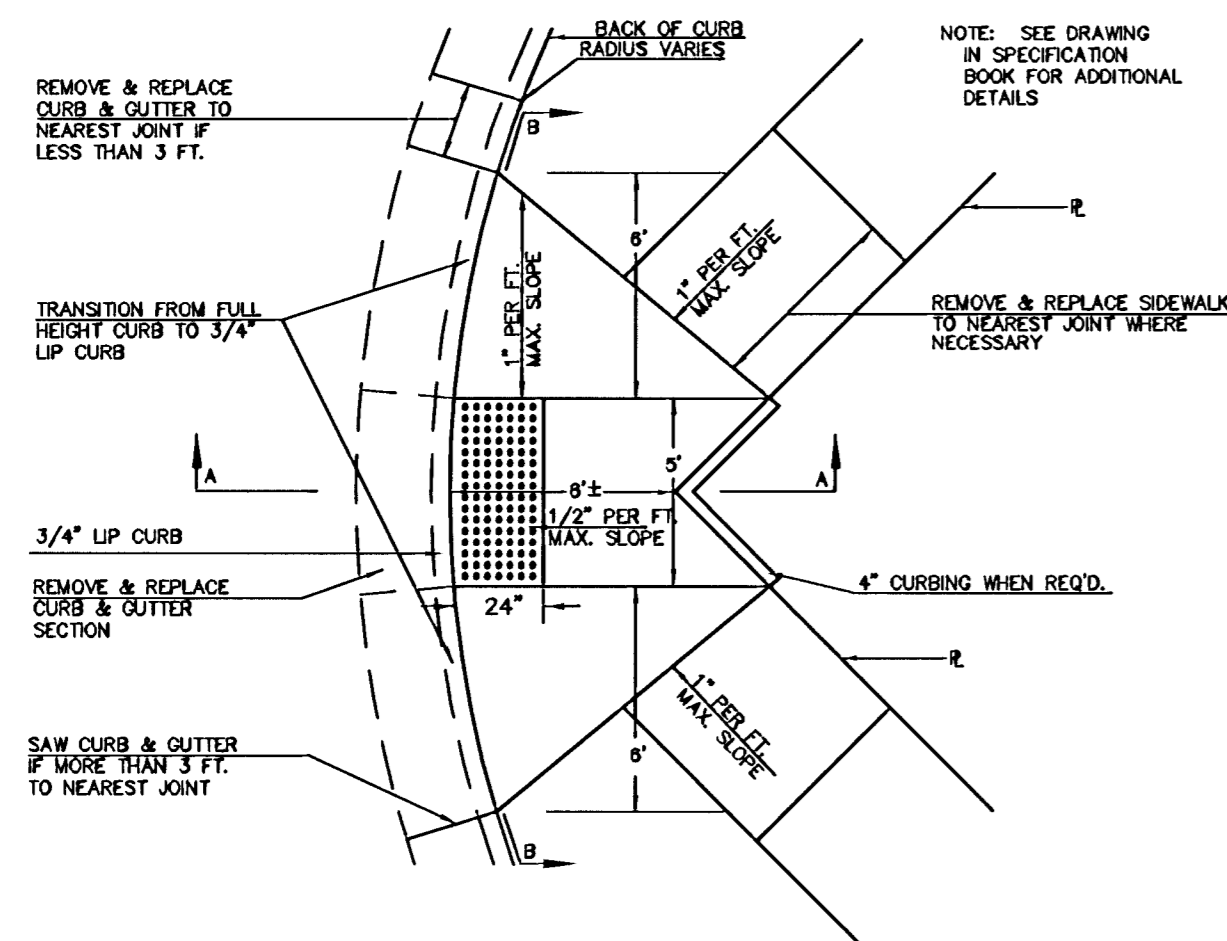 BACK OF CURB
RADIUS VARIES
NOTE: SEE DRAWING
IN SPECIFICATION
BOOK FOR ADDITIONAL
DETAILS
REMOVE & REPLACE
CURB & GUTTER TO
NEAREST JOINT IF
LESS THAN 3 FT.
B
6'
1" PER FT.
MAX. SLOPE
1" PER FT.
MAX. SLOPE
PL
TRANSITION FROM FULL
HEIGHT CURB TO 3/4"
LIP CURB
REMOVE & REPLACE SIDEWALK
TO NEAREST JOINT WHERE
NECESSARY
A
5'
A
6'±
1/2" PER FT.
MAX. SLOPE
3/4" LIP CURB
REMOVE & REPLACE
CURB & GUTTER
SECTION
24"
4" CURBING WHEN REQ'D.
PL
1" PER FT.
MAX. SLOPE
6'
SAW CURB & GUTTER
IF MORE THAN 3 FT.
TO NEAREST JOINT
B